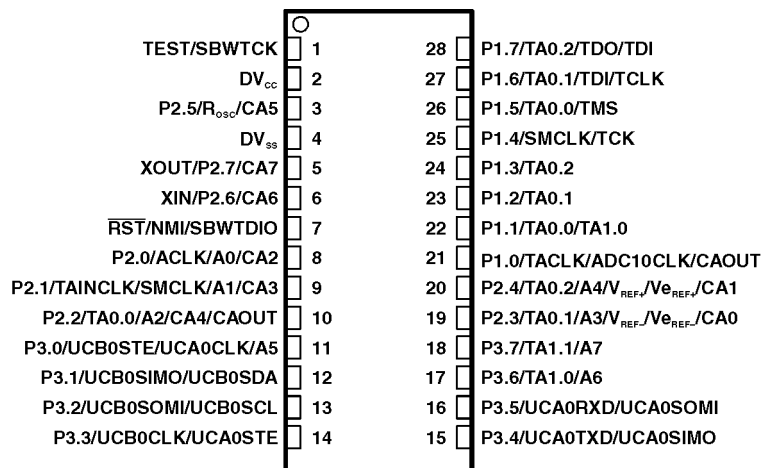 TEST/SBWTCK 1 28 P1.7/TA0.2/TDO/TDI
DVCC 2 27 P1.6/TA0.1/TDI/TCLK
P2.5/ROSC/CA5 3 26 P1.5/TA0.0/TMS
DVSS 4 25 P1.4/SMCLK/TCK
XOUT/P2.7/CA7 5 24 P1.3/TA0.2
XIN/P2.6/CA6 6 23 P1.2/TA0.1
RST/NMI/SBWTDIO 7 22 P1.1/TA0.0/TA1.0
P2.0/ACLK/A0/CA2 8 21 P1.0/TACLK/ADC10CLK/CAOUT
P2.1/TAINCLK/SMCLK/A1/CA3 9 20 P2.4/TA0.2/A4/VREF+/VeREF+/CA1
P2.2/TA0.0/A2/CA4/CAOUT 10 19 P2.3/TA0.1/A3/VREF−/VeREF−/CA0
P3.0/UCB0STE/UCA0CLK/A5 11 18 P3.7/TA1.1/A7
P3.1/UCB0SIMO/UCB0SDA 12 17 P3.6/TA1.0/A6
P3.2/UCB0SOMI/UCB0SCL 13 16 P3.5/UCA0RXD/UCA0SOMI
P3.3/UCB0CLK/UCA0STE 14 15 P3.4/UCA0TXD/UCA0SIMO